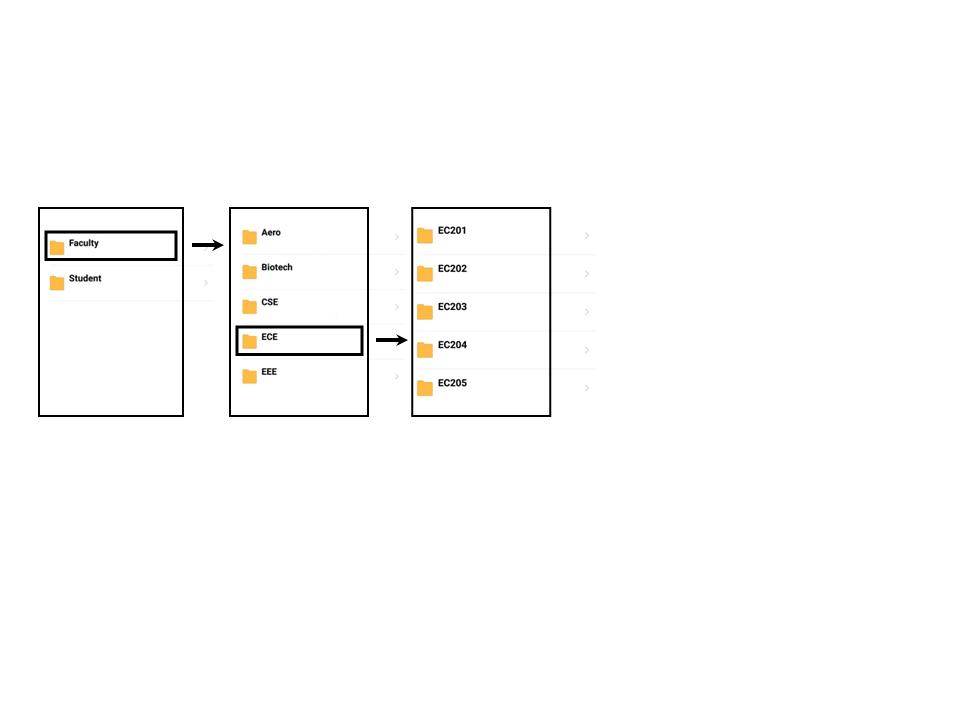 Faculty
Student
Aero
Biotech
CSE
ECE
EEE
EC201
EC202
EC203
EC204
EC205